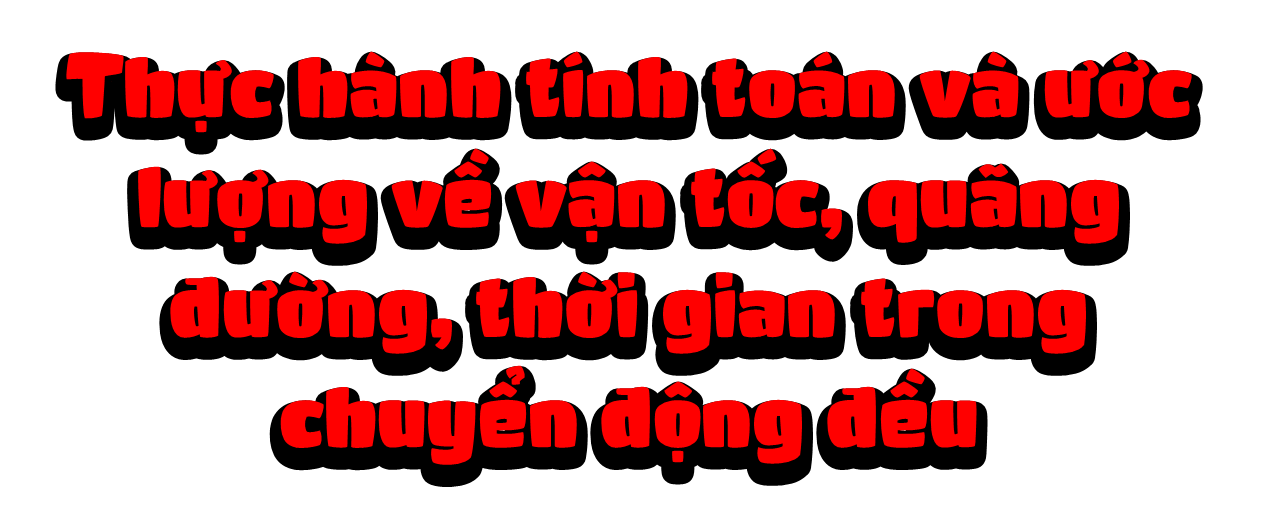 Thực hành tính toán và ước
lượng về vận tốc, quãng
đường, thời gian trong
chuyển động đều